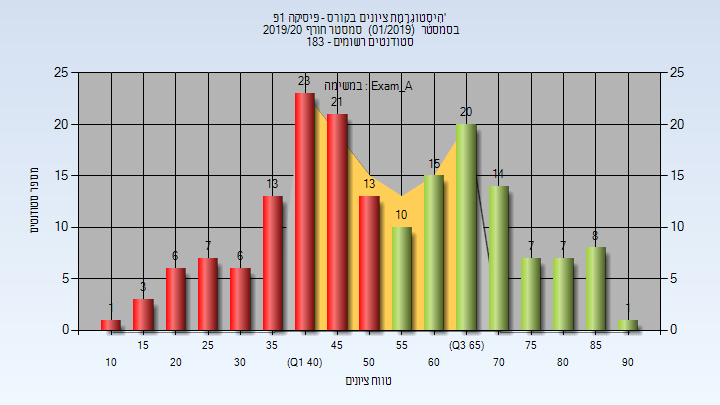 היסטוגרמת ציונים בקורס - פיסיקה 1פ'
בסמסטר (01/2019) סמסטר חורף 2019/20
סטודנטים רשומים - 183
במשימה : Exam_A
מספר סטודנטים
25 20 15 10 5 0
25 20 15 10 5 0
1 3 6 7 6 13 23 21 13 10 15 20 14 7 7 8 1
15 25 35 45 55 (Q3 65) 75 85
10 20 30 (Q1 40) 50 60 70 80 90
טווח ציונים